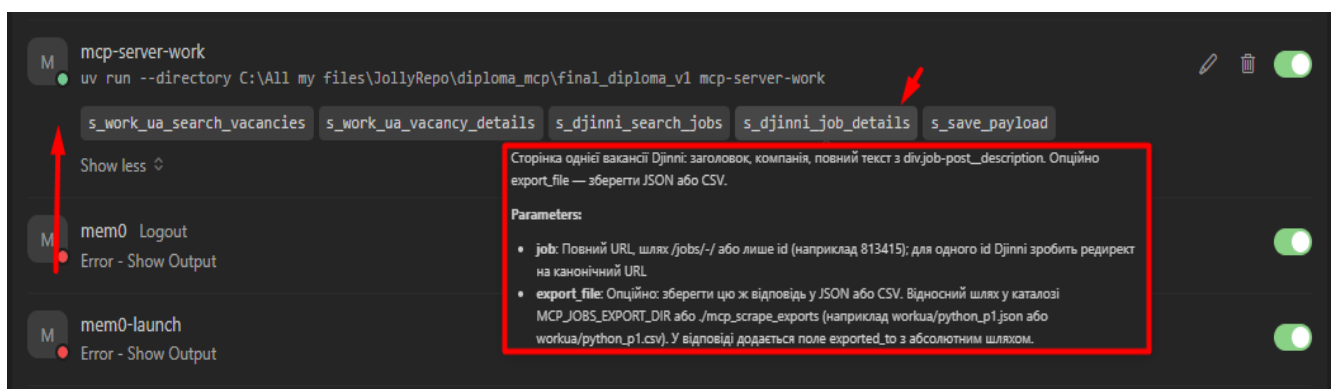 M
mcp-server-work
uv run --directory C:\All my files\JollyRepo\diploma_mcp\final_diploma_v1 mcp-server-work
s_work_ua_search_vacancies s_work_ua_vacancy_details s_djinni_search_jobs s_djinni_job_details s_save_payload
Show less
Сторінка однієї вакансії Djinni: заголовок, компанія, повний текст з div.job-post__description. Опційно
export_file — зберегти JSON або CSV.
Parameters:
• job: Повний URL, шлях /jobs/-/ або лише id (наприклад 813415); для одного id Djinni зробить редирект
на канонічний URL
• export_file: Опційно: зберегти цю ж відповідь у JSON або CSV. Відносний шлях у каталозі
MCP_JOBS_EXPORT_DIR або ./mcp_scrape_exports (наприклад workua/python_p1.json або
workua/python_p1.csv). У відповіді додається поле exported_to з абсолютним шляхом.
M
mem0 Logout
Error - Show Output
M
mem0-launch
Error - Show Output